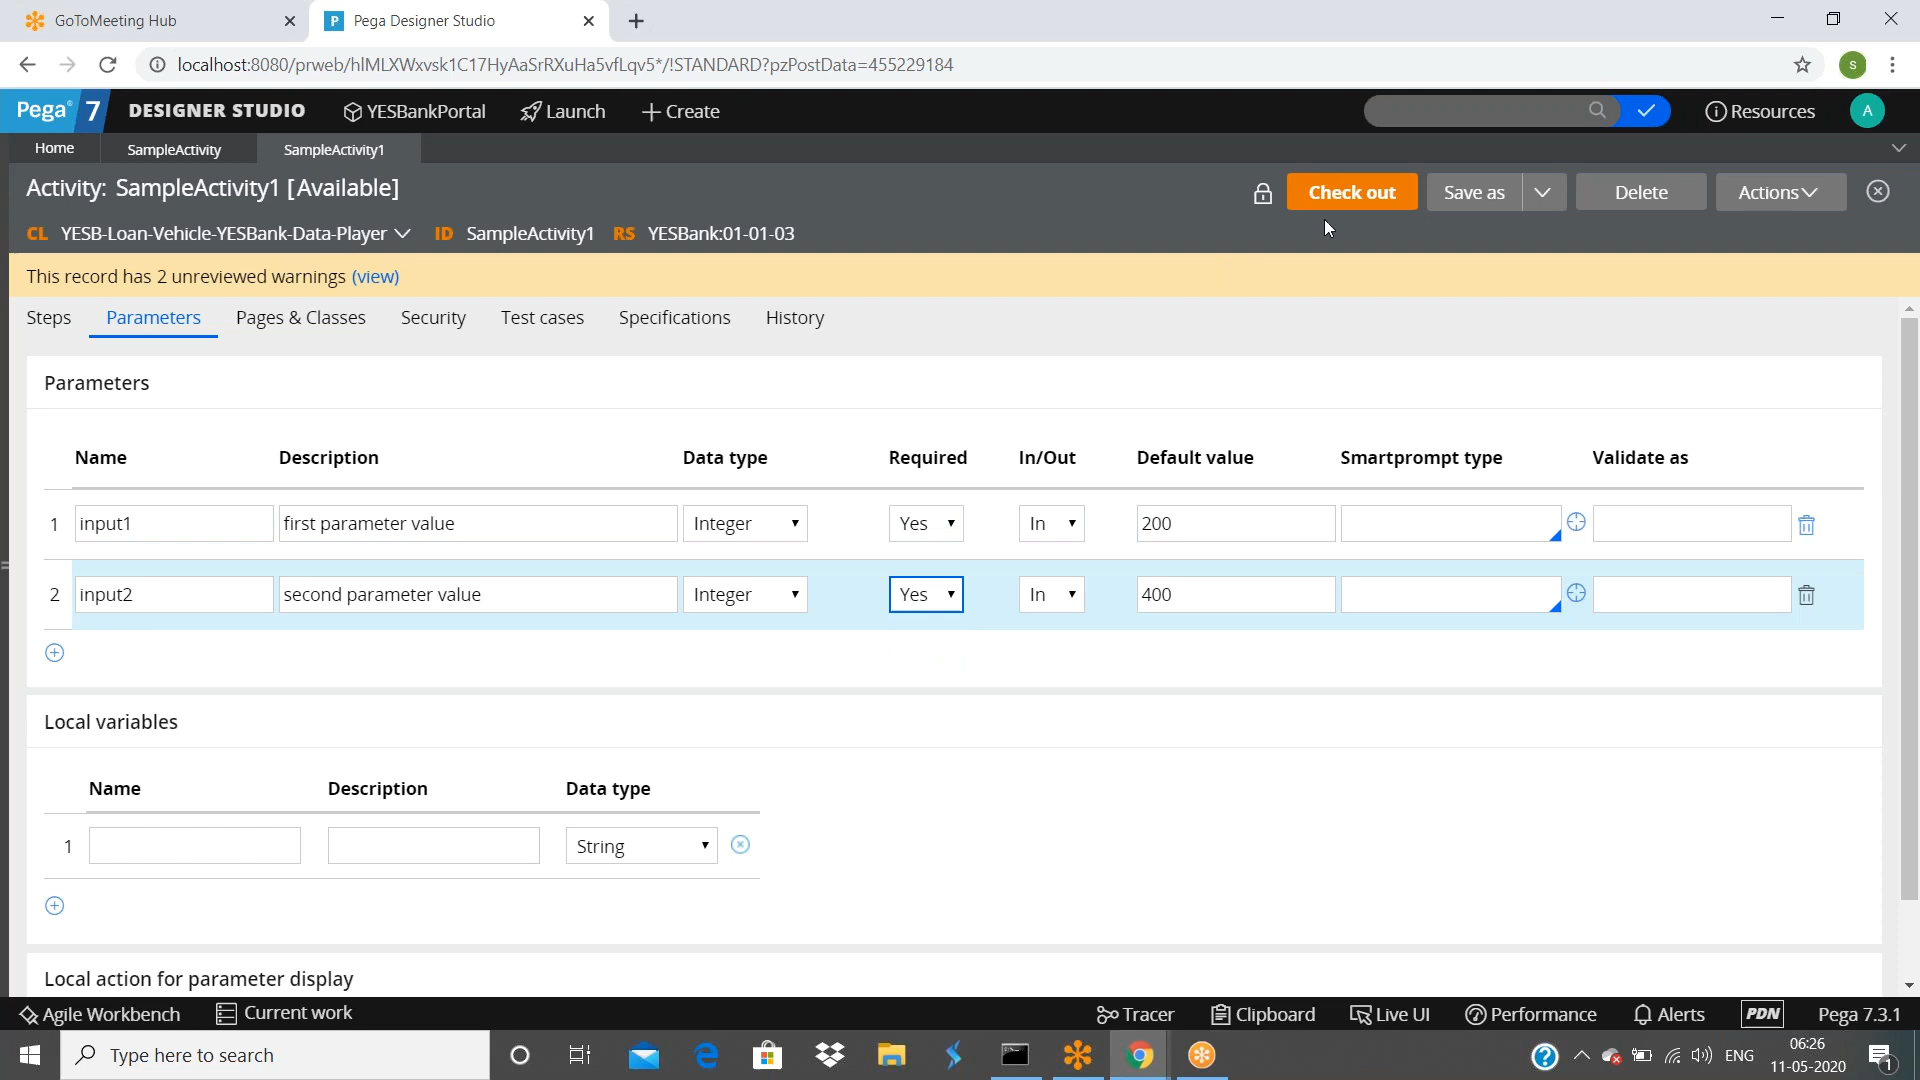 GoToMeeting Hub
Pega Designer Studio
localhost:8080/prweb/hIMLXWxvsk1C17HyAaSrRXuHa5vfLqv5*/!STANDARD?pzPostData=455229184
s
Pega 7 DESIGNER STUDIO YESBankPortal Launch Create Resources A
Home SampleActivity SampleActivity1
Activity: SampleActivity1 [Available]
Check out Save as Delete Actions
CL YESB-Loan-Vehicle-YESBank-Data-Player ID SampleActivity1 RS YESBank:01-01-03
This record has 2 unreviewed warnings (view)
Steps Parameters Pages & Classes Security Test cases Specifications History
Parameters
Name Description Data type Required In/Out Default value Smartprompt type Validate as
1 input1 first parameter value Integer Yes In 200
2 input2 second parameter value Integer Yes In 400
Local variables
Name Description Data type
1 String
Local action for parameter display
Agile Workbench Current work Tracer Clipboard Live UI Performance Alerts PDN Pega 7.3.1
Type here to search
ENG
06:26
11-05-2020
1